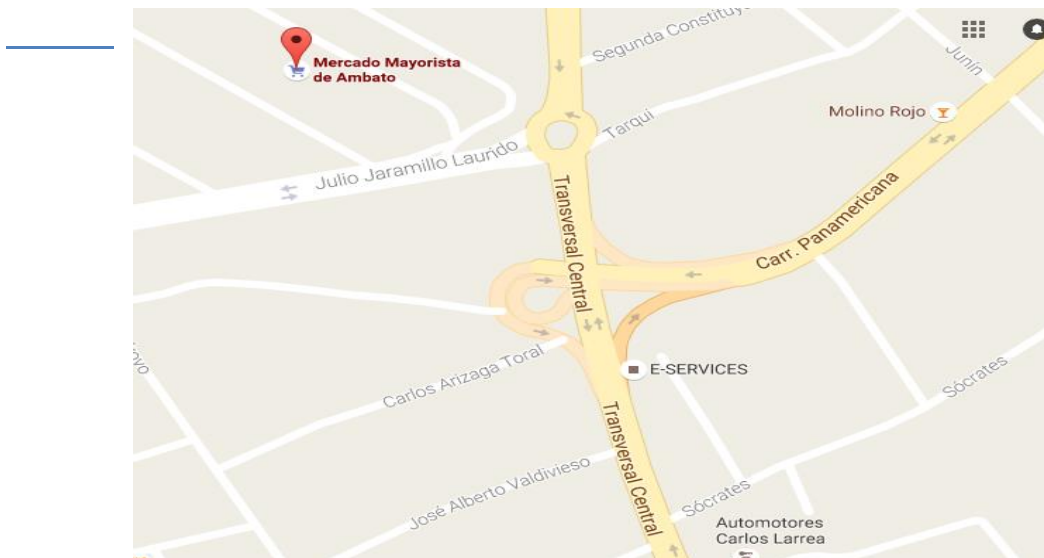 Segunda Constituye
Junín
Mercado Mayorista
de Ambato
Molino Rojo
Tarqui
Julio Jaramillo Laurido
Transversal Central
Carr. Panamericana
Carlos Arizaga Toral
E-SERVICES
Sócrates
Transversal Central
José Alberto Valdivieso
Sócrates
Automotores
Carlos Larrea